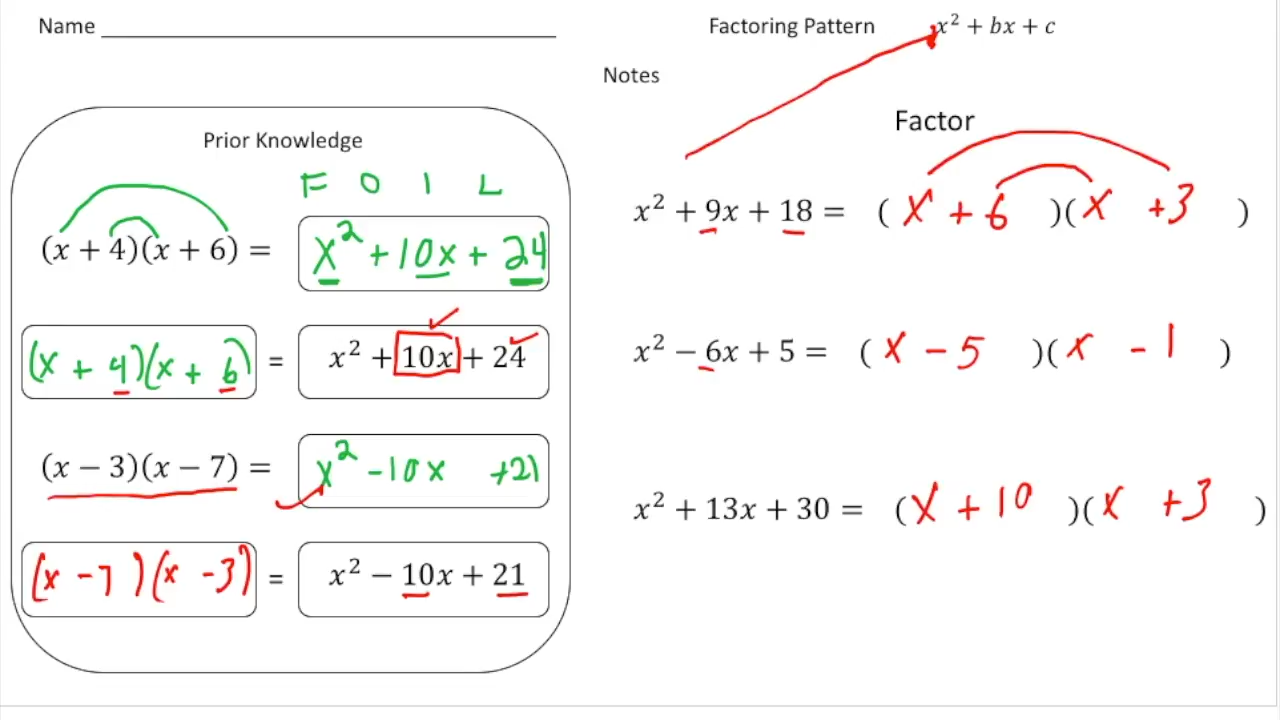 Name
Factoring Pattern x² + bx + c
Notes
Prior Knowledge
F O I L
(x + 4)(x + 6) = x² + 10x + 24
(x + 4)(x + 6) = x² + 10x + 24
(x − 3)(x − 7) = x² - 10x + 21
(x - 7)(x - 3) = x² − 10x + 21
Factor
x² + 9x + 18 = (x + 6)(x + 3)
x² − 6x + 5 = (x - 5)(x - 1)
x² + 13x + 30 = (x + 10)(x + 3)